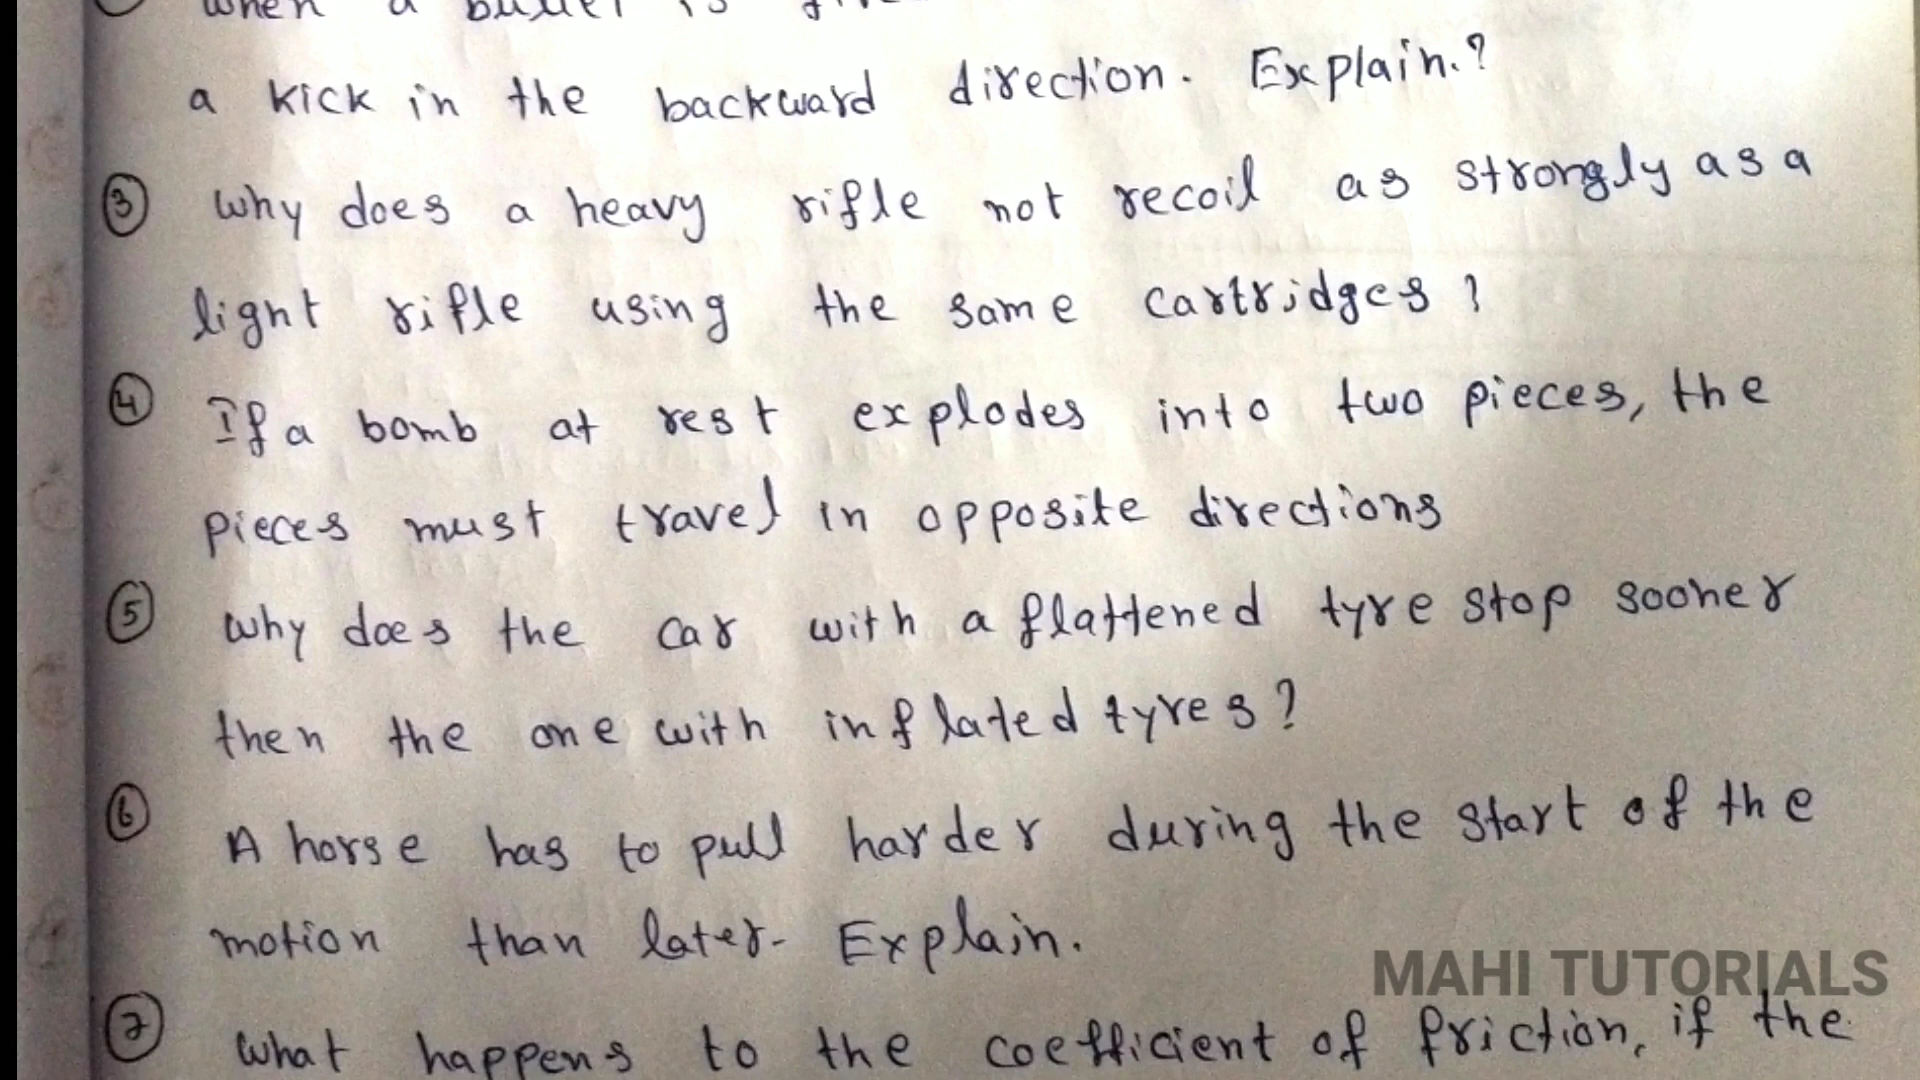 when a bullet is
a kick in the backward direction. Explain.?
③ Why does a heavy rifle not recoil as strongly as a
light rifle using the same cartridges?
④ If a bomb at rest explodes into two pieces, the
pieces must travel in opposite directions
⑤ Why does the car with a flattened tyre stop sooner
then the one with inflated tyres?
⑥ A horse has to pull harder during the start of the
motion than later. Explain.
MAHI TUTORIALS
⑦ What happens to the coefficient of friction, if the